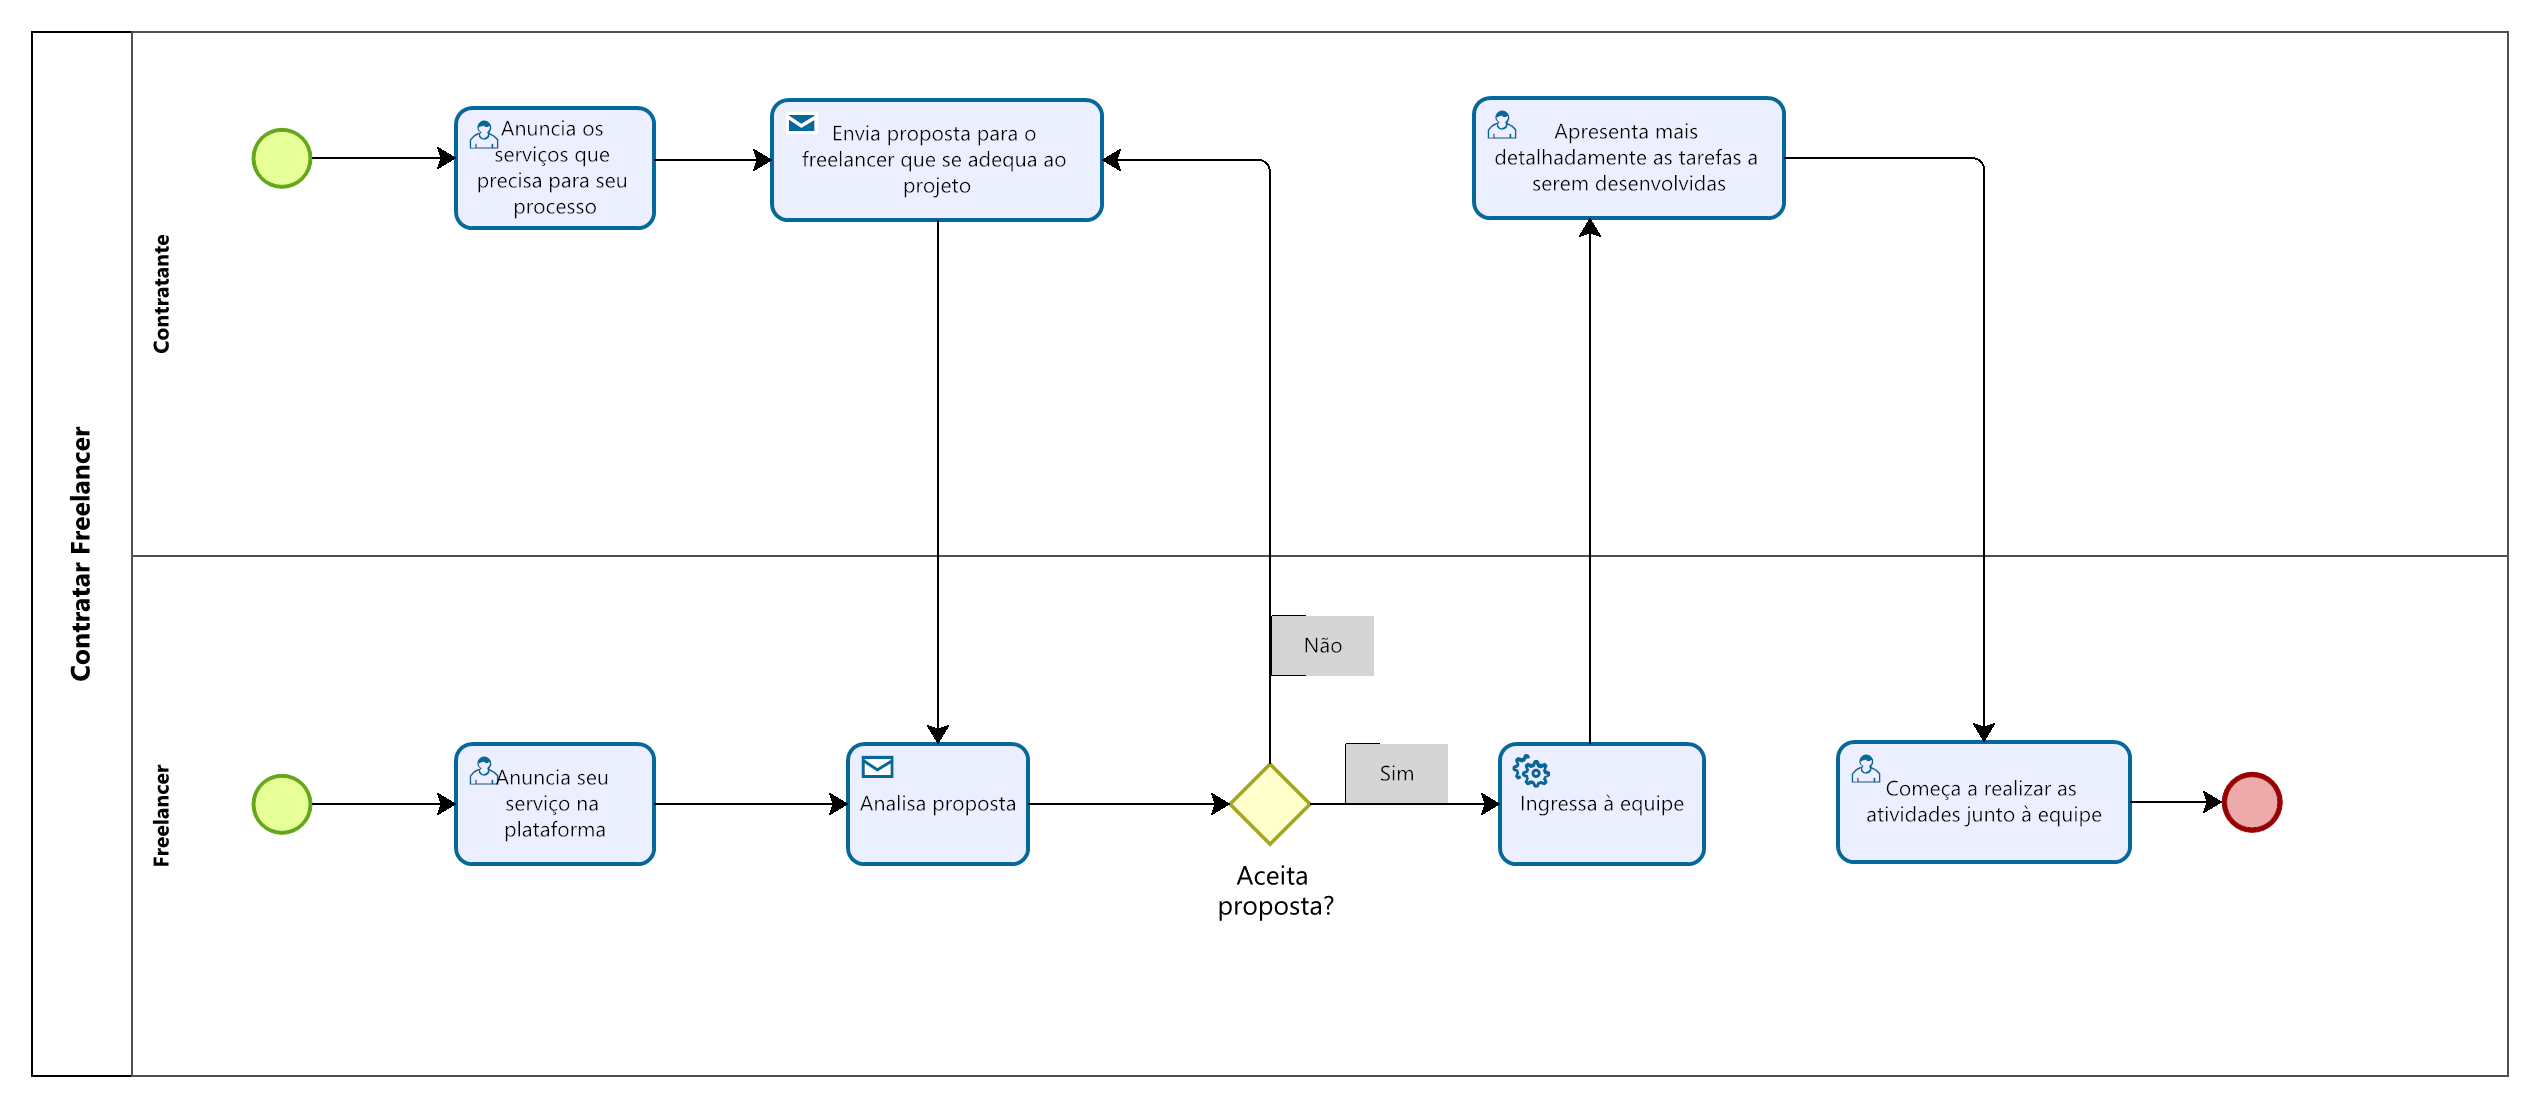 Contratar Freelancer
Contratante
Anuncia os
serviços que
precisa para seu
processo
Envia proposta para o
freelancer que se adequa ao
projeto
Apresenta mais
detalhadamente as tarefas a
serem desenvolvidas
Freelancer
Anuncia seu
serviço na
plataforma
Analisa proposta
Aceita
proposta?
Não
Sim
Ingressa à equipe
Começa a realizar as
atividades junto à equipe